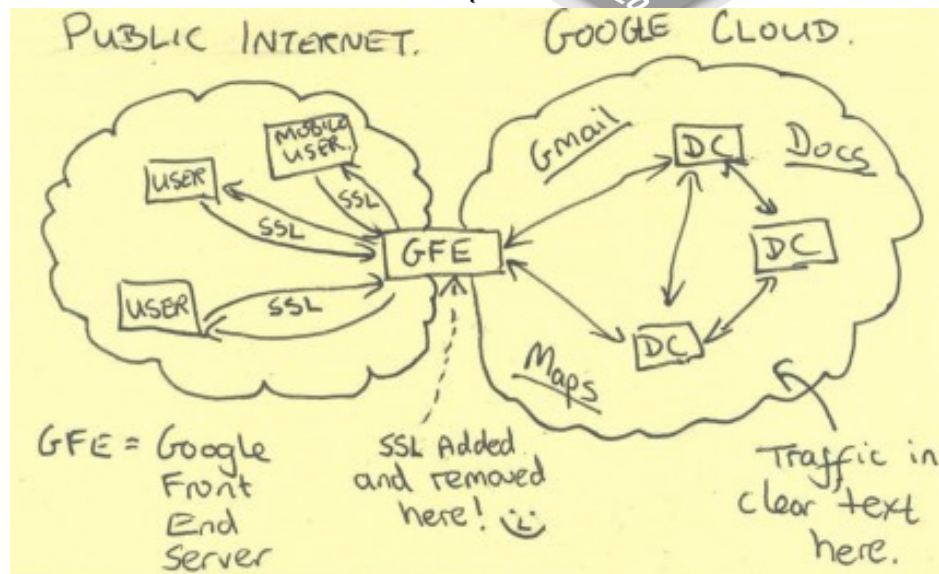 PUBLIC INTERNET.
GOOGLE CLOUD.
MOBILE
USER.
USER
SSL
SSL
GFE
USER
SSL
Gmail
DC
Docs
DC
DC
Maps
GFE = Google
Front
End
Server
SSL Added
and removed
here!
Traffic in
clear text
here.